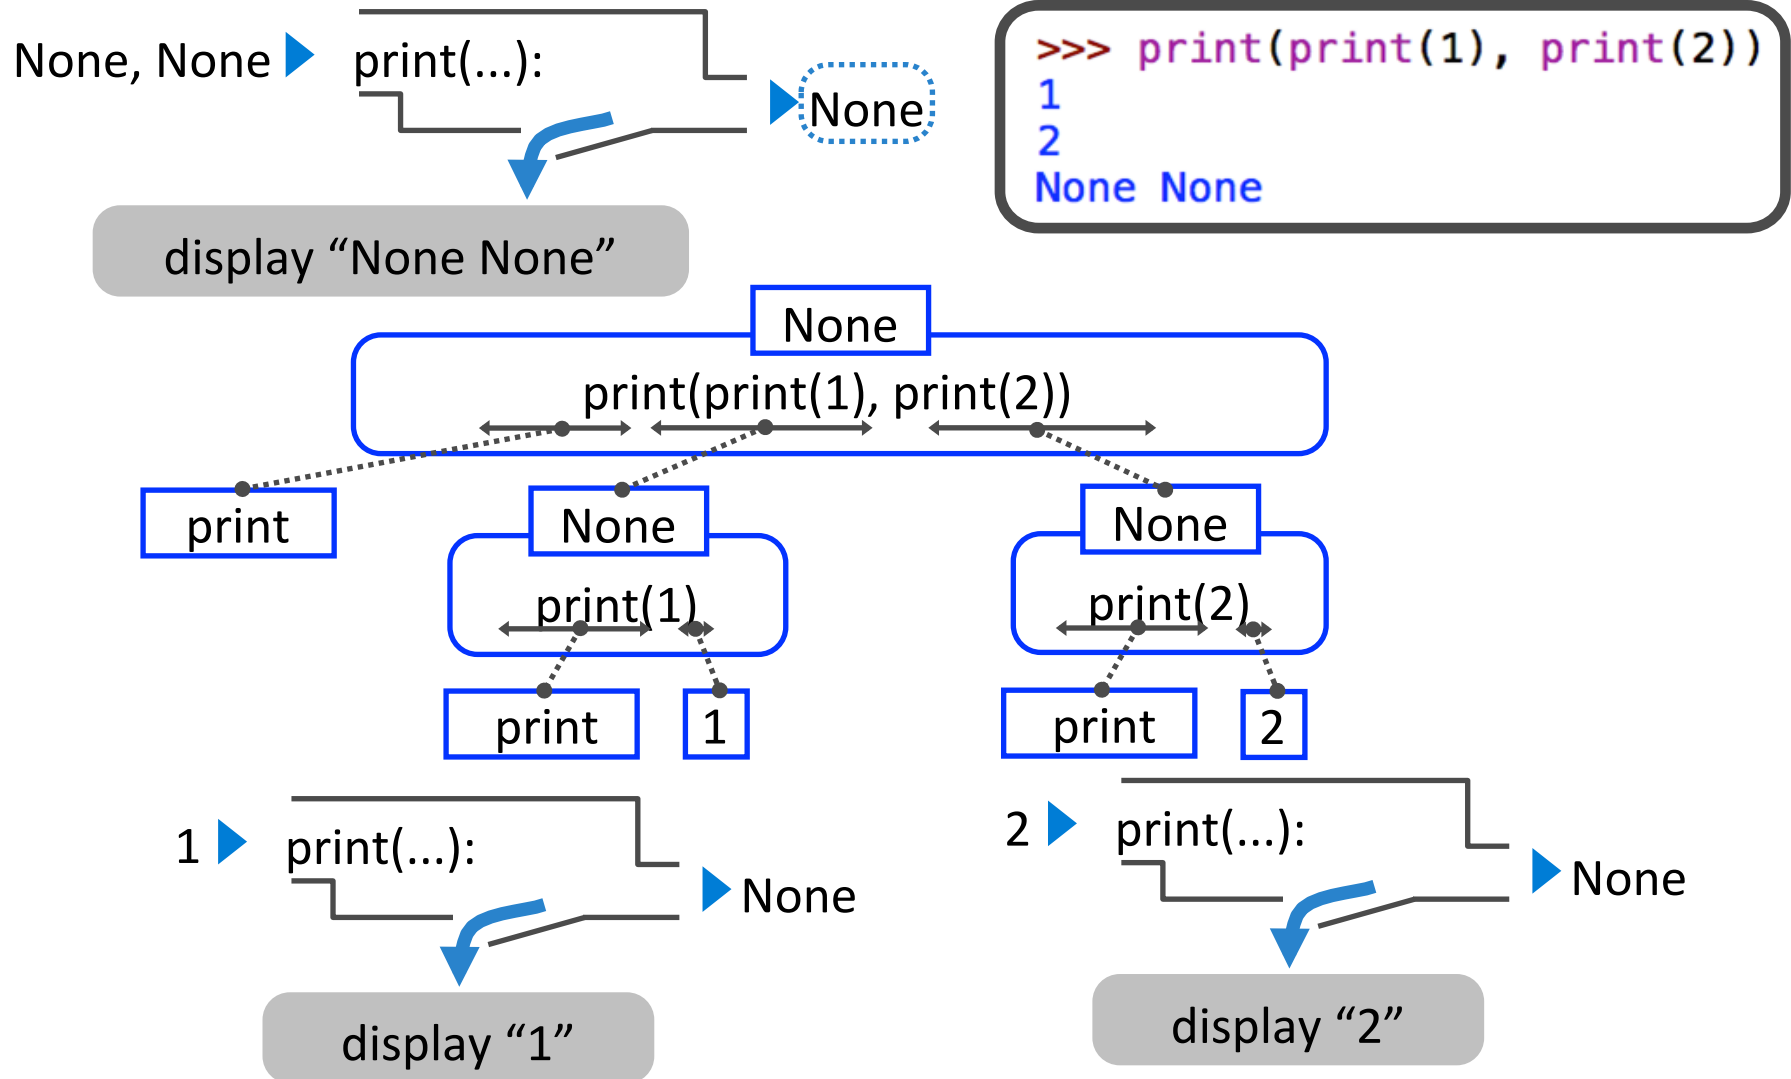 None, None
print(...):
None
display “None None”
>>> print(print(1), print(2))
1
2
None None
None
print(print(1), print(2))
print
None
None
print(1)
print(2)
print
1
print
2
1
print(...):
None
display “1”
2
print(...):
None
display “2”